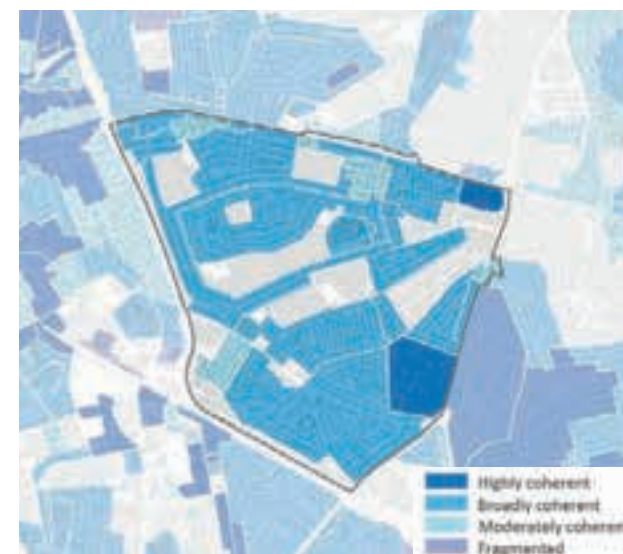 Highly coherent
Broadly coherent
Moderately coheren
Fragmented